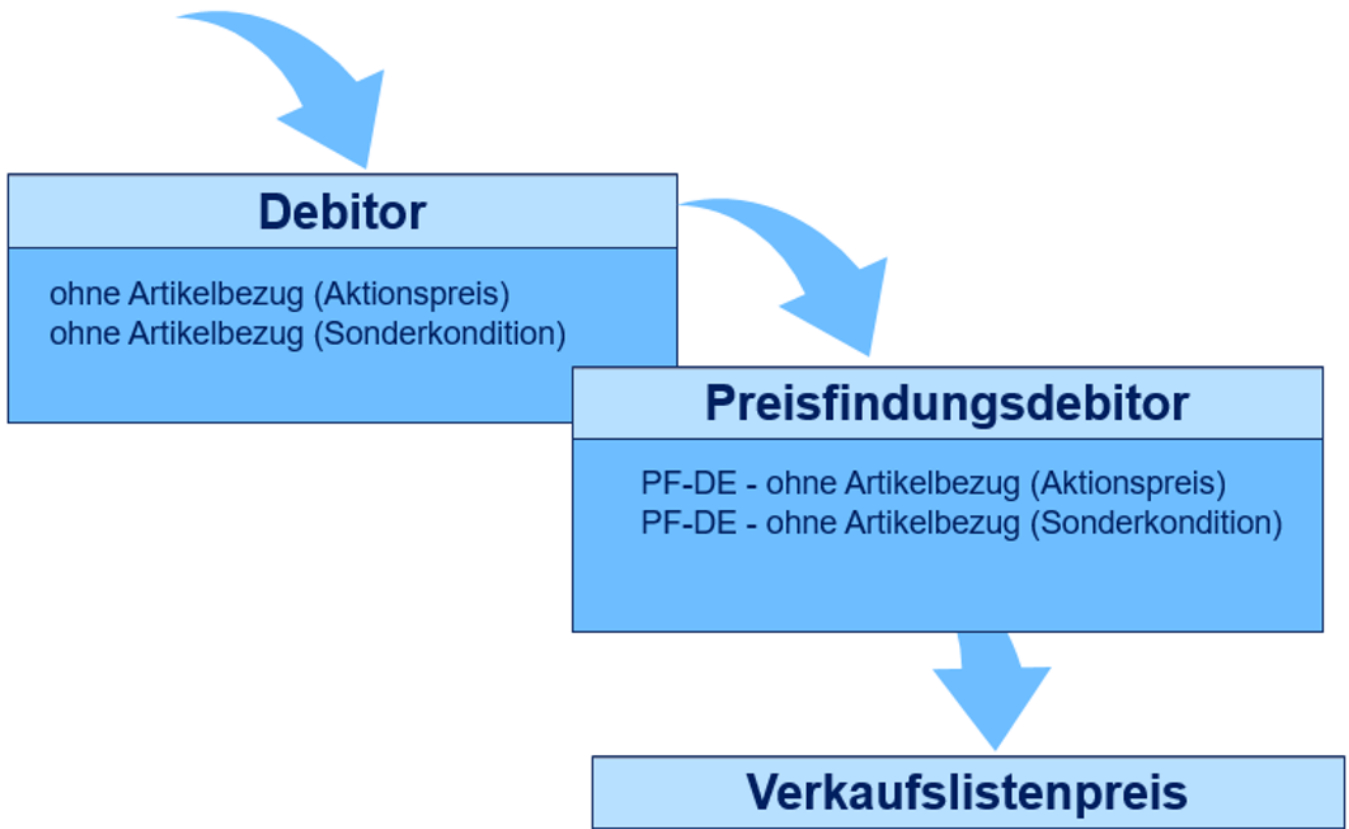 Debitor
ohne Artikelbezug (Aktionspreis)
ohne Artikelbezug (Sonderkondition)
Preisfindungsdebitor
PF-DE - ohne Artikelbezug (Aktionspreis)
PF-DE - ohne Artikelbezug (Sonderkondition)
Verkaufslistenpreis